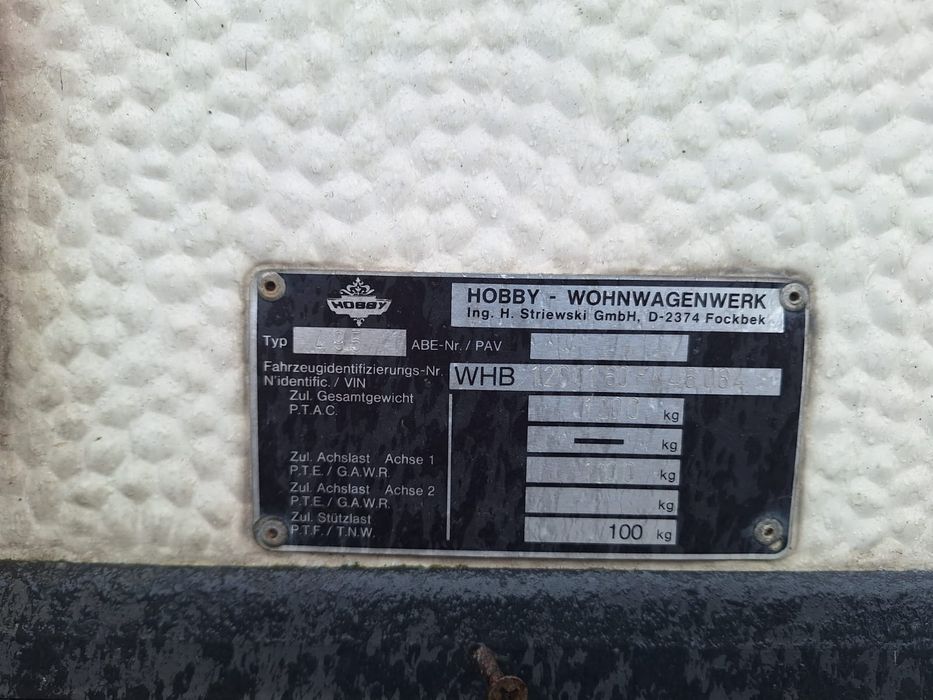 HOBBY
HOBBY - WOHNWAGENWERK
Ing. H. Striewski GmbH, D-2374 Fockbek
Typ ABE-Nr. / PAV
Fahrzeugidentifizierungs-Nr.
N'identific. / VIN WHB
Zul. Gesamtgewicht
P.T.A.C. kg
— kg
Zul. Achslast Achse 1
P.T.E. / G.A.W.R. kg
Zul. Achslast Achse 2
P.T.E. / G.A.W.R. kg
Zul. Stützlast
P.T.F. / T.N.W. 100 kg